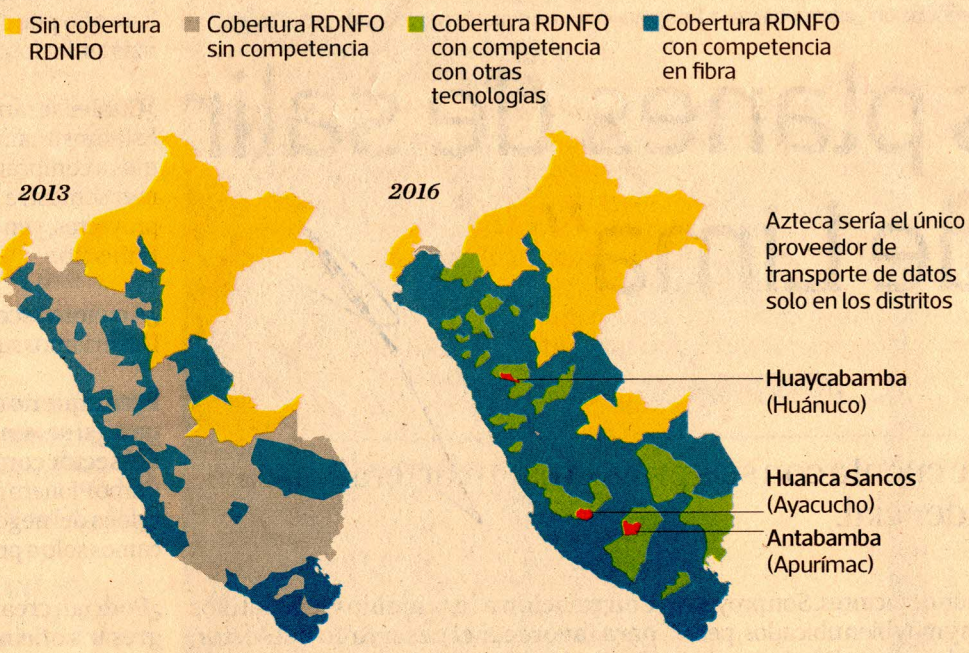 Sin cobertura
RDNFO
Cobertura RDNFO
sin competencia
Cobertura RDNFO
con competencia
con otras
tecnologías
Cobertura RDNFO
con competencia
en fibra
2013
2016
Azteca sería el único
proveedor de
transporte de datos
solo en los distritos
Huaycabamba
(Huánuco)
Huanca Sancos
(Ayacucho)
Antabamba
(Apurímac)